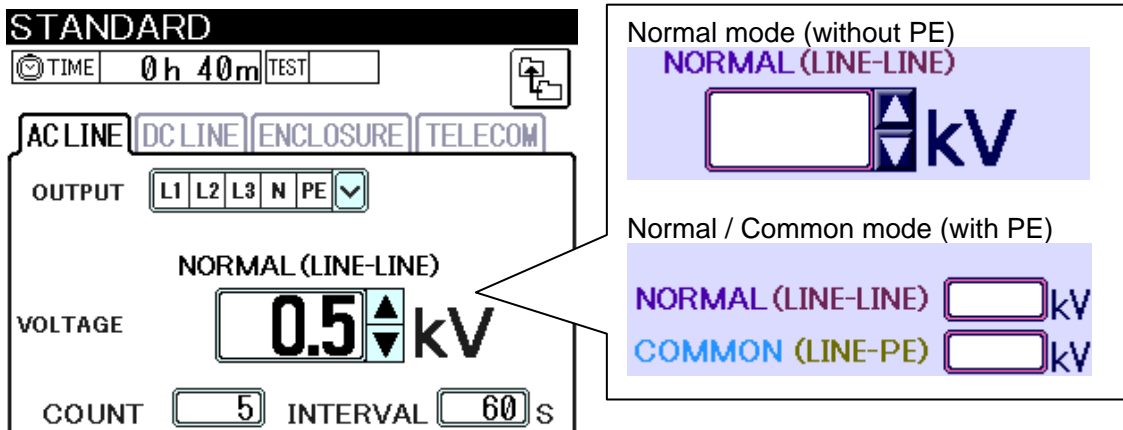 STANDARD
TIME 0h 40m TEST
AC LINE DC LINE ENCLOSURE TELECOM
OUTPUT L1 L2 L3 N PE
NORMAL (LINE-LINE)
VOLTAGE 0.5 kV
COUNT 5 INTERVAL 60 S
Normal mode (without PE)
NORMAL (LINE-LINE)
kV
Normal / Common mode (with PE)
NORMAL (LINE-LINE) kV
COMMON (LINE-PE) kV